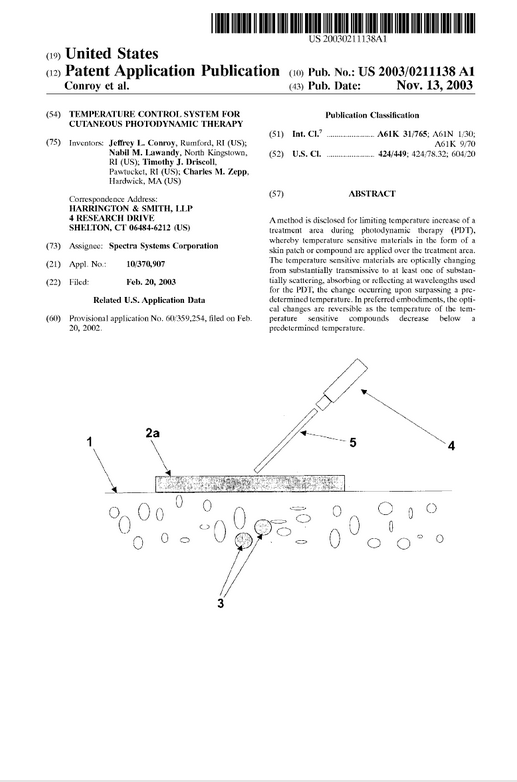 US 20030211138A1
(19) United States
(12) Patent Application Publication (10) Pub. No.: US 2003/0211138 A1
Conroy et al. (43) Pub. Date: Nov. 13, 2003
(54) TEMPERATURE CONTROL SYSTEM FOR
CUTANEOUS PHOTODYNAMIC THERAPY
(75) Inventors: Jeffrey L. Conroy, Rumford, RI (US);
Nabil M. Lawandy, North Kingstown,
RI (US); Timothy J. Driscoll,
Pawtucket, RI (US); Charles M. Zepp,
Hardwick, MA (US)
Correspondence Address:
HARRINGTON & SMITH, LLP
4 RESEARCH DRIVE
SHELTON, CT 06484-6212 (US)
(73) Assignee: Spectra Systems Corporation
(21) Appl. No.: 10/370,907
(22) Filed: Feb. 20, 2003
Related U.S. Application Data
(60) Provisional application No. 60/359,254, filed on Feb.
20, 2002.
Publication Classification
(51) Int. Cl.7 ........................ A61K 31/765; A61N 1/30;
A61K 9/70
(52) U.S. Cl. ........................ 424/449; 424/78.32; 604/20
(57) ABSTRACT
A method is disclosed for limiting temperature increase of a
treatment area during photodynamic therapy (PDT),
whereby temperature sensitive materials in the form of a
skin patch or compound are applied over the treatment area.
The temperature sensitive materials are optically changing
from substantially transmissive to at least one of substan-
tially scattering, absorbing or reflecting at wavelengths used
for the PDT, the change occurring upon surpassing a pre-
determined temperature. In preferred embodiments, the opti-
cal changes are reversible as the temperature of the tem-
perature sensitive compounds decrease below a
predetermined temperature.
1
2a
5
4
3